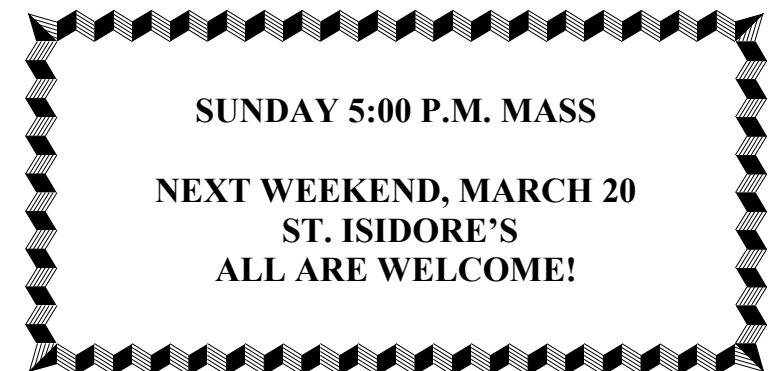 SUNDAY 5:00 P.M. MASS
NEXT WEEKEND, MARCH 20
ST. ISIDORE’S
ALL ARE WELCOME!